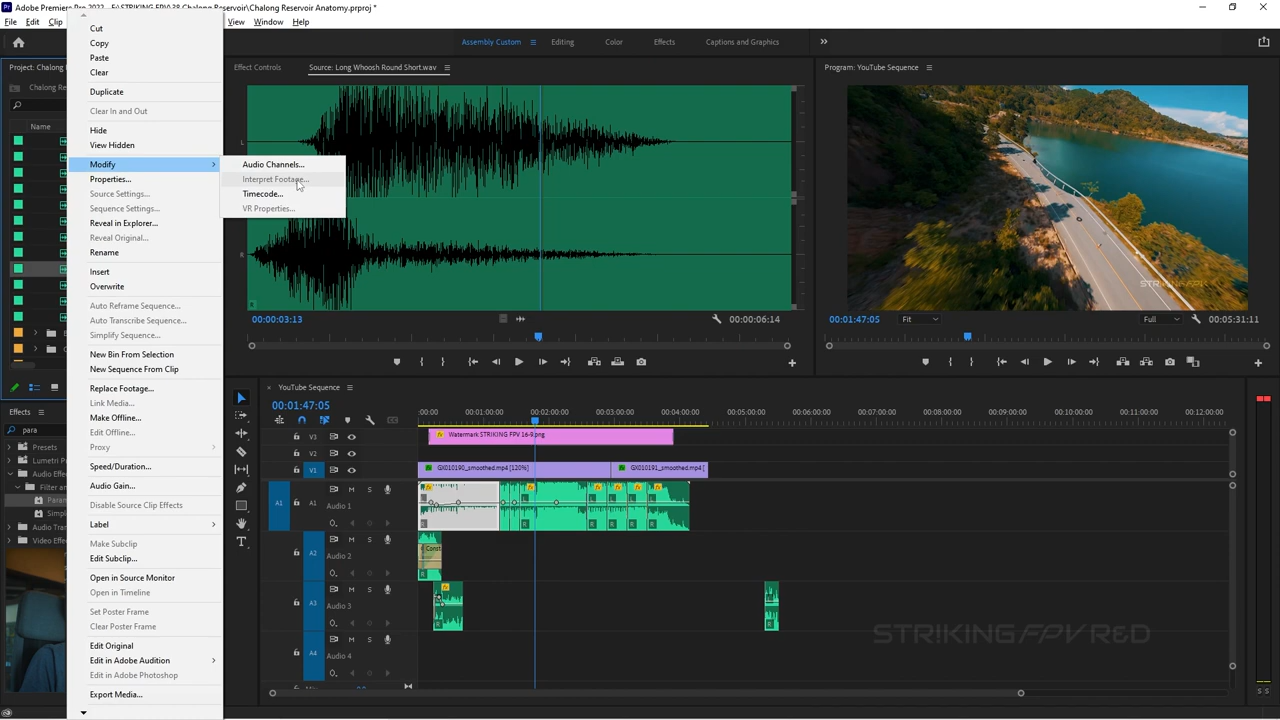 Adobe Premiere Pro 2022 - F:\STRIKING FPV\38 Chalong Reservoir Anatomy\Chalong Reservoir Anatomy.prproj *
File
Edit
View
Window
Help
Assembly Custom
Editing
Color
Effects
Captions and Graphics
Project: Chalong
Chalong Re
Name
Effect Controls
Source: Long Whoosh Round Short.wav
Program: YouTube Sequence
Cut
Copy
Paste
Clear
Duplicate
Clear In and Out
Hide
View Hidden
Modify
Properties...
Source Settings...
Sequence Settings...
Reveal in Explorer...
Reveal Original...
Rename
Insert
Overwrite
Auto Reframe Sequence...
Auto Transcribe Sequence...
Simplify Sequence...
New Bin From Selection
New Sequence From Clip
Replace Footage...
Link Media...
Make Offline...
Edit Offline...
Proxy
Speed/Duration...
Audio Gain...
Disable Source Clip Effects
Label
Make Subclip
Edit Subclip...
Open in Source Monitor
Open in Timeline
Set Poster Frame
Clear Poster Frame
Edit Original
Edit in Adobe Audition
Edit in Adobe Photoshop
Export Media...
Audio Channels...
Interpret Footage...
Timecode...
VR Properties...
L
R
00:00:03:13
00:00:06:14
STRIKING FPV
00:01:47:05
Fit
Full
00:05:31:11
Effects
para
Presets
Lumetri Pr
Audio Effe
Filter an
Param
Simpl
Audio Tran
Video Effec
YouTube Sequence
00:01:47:05
:00:00
00:01:00:00
00:02:00:00
00:03:00:00
00:04:00:00
00:05:00:00
00:06:00:00
00:07:00:00
00:08:00:00
00:09:00:00
00:10:00:00
00:11:00:00
00:12:00:00
V3
fx Watermark STRIKING FPV 16-9.png
V2
V1
fx GX010190_smoothed.mp4 [120%]
fx GX010191_smoothed.mp4 [
A1
A1
M S
Audio 1
A2
M S
Audio 2
Const
A3
M S
Audio 3
A4
M S
Audio 4
STRIKING FPV R&D
S S